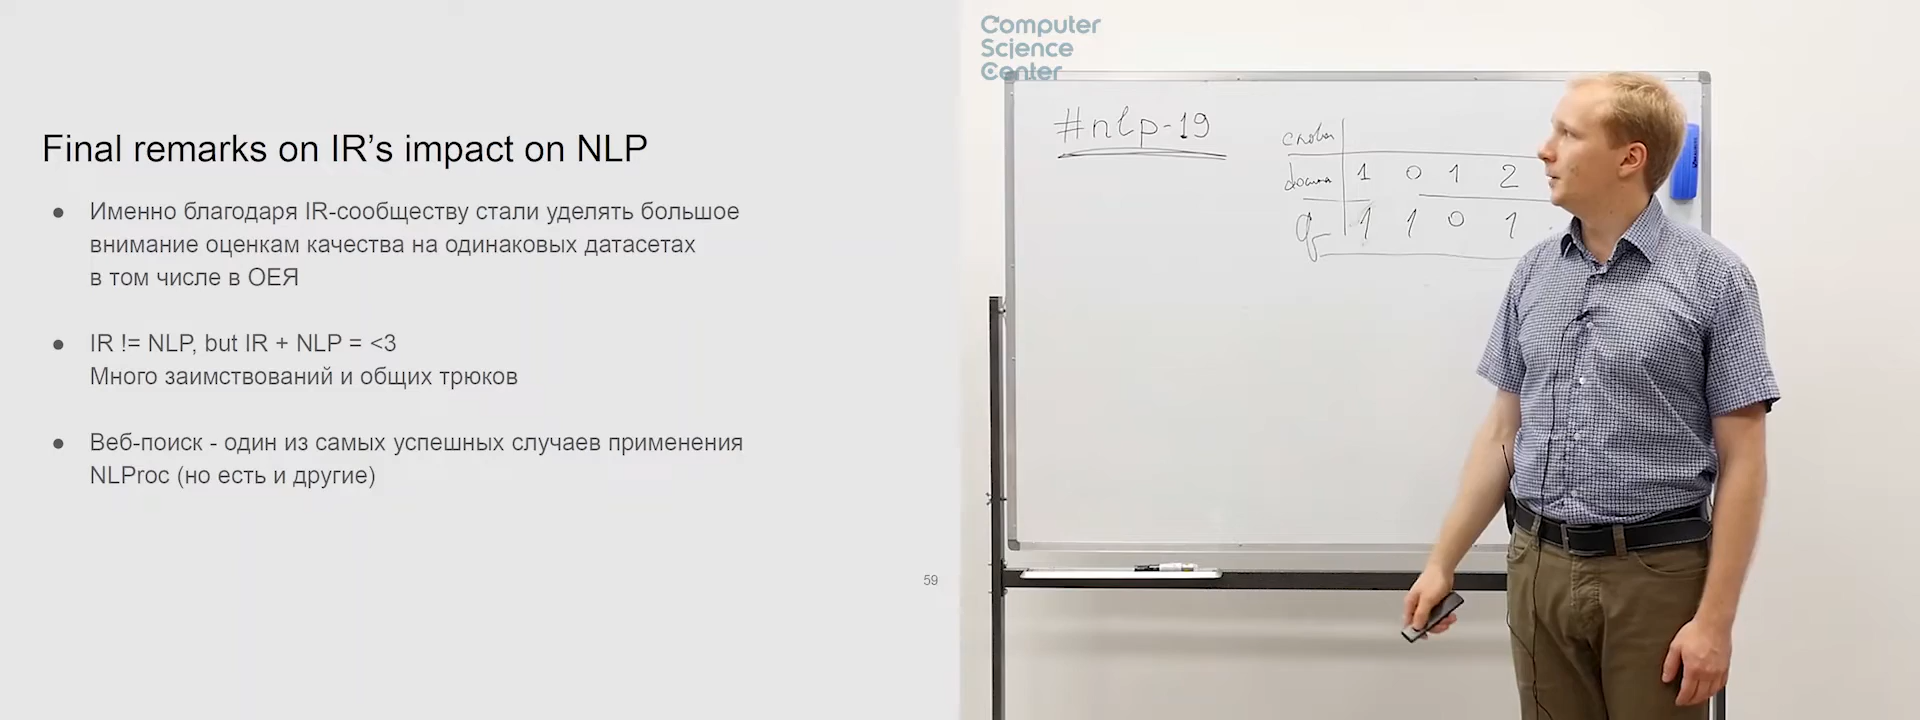 Final remarks on IR’s impact on NLP
● Именно благодаря IR-сообществу стали уделять большое
внимание оценкам качества на одинаковых датасетах
в том числе в ОЕЯ
● IR != NLP, but IR + NLP = <3
Много заимствований и общих трюков
● Веб-поиск - один из самых успешных случаев применения
NLProc (но есть и другие)
59
Computer
Science
Center
#nlp-19
слова
1 0 1 2
q 1 1 0 1